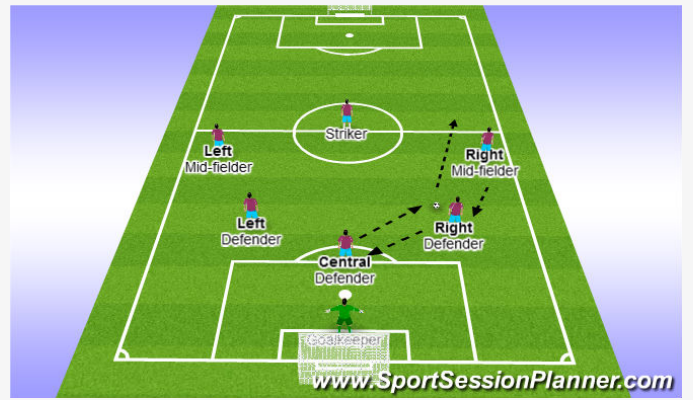 Striker
Left
Mid-fielder
Right
Mid-fielder
Left
Defender
Right
Defender
Central
Defender
Goalkeeper
www.SportSessionPlanner.com